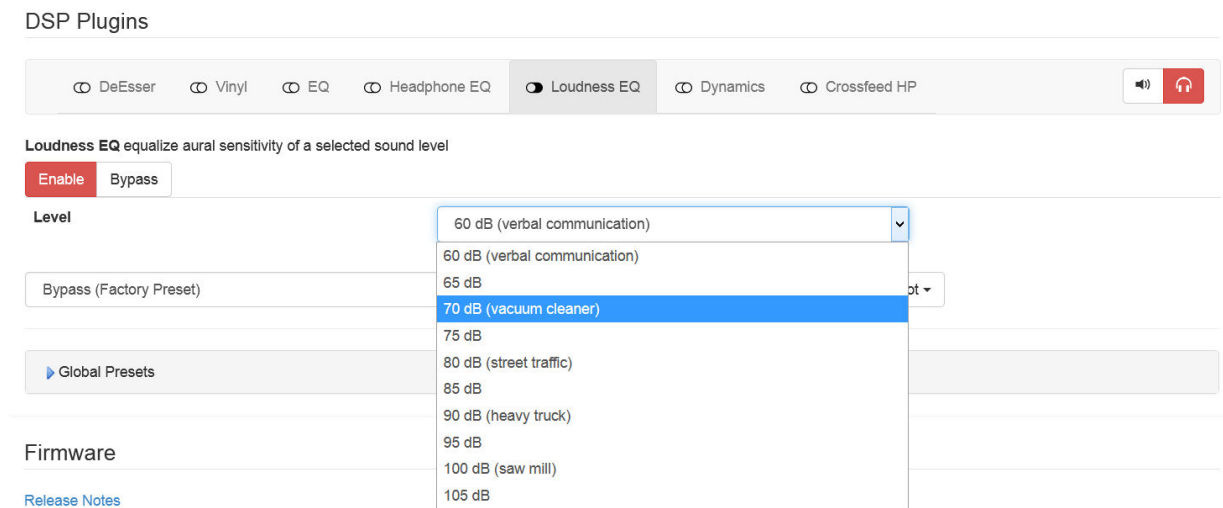 DSP Plugins
DeEsser Vinyl EQ Headphone EQ Loudness EQ Dynamics Crossfeed HP
Loudness EQ equalize aural sensitivity of a selected sound level
Enable Bypass
Level
60 dB (verbal communication)
60 dB (verbal communication)
65 dB
Bypass (Factory Preset)
70 dB (vacuum cleaner)
75 dB
80 dB (street traffic)
Global Presets
85 dB
90 dB (heavy truck)
95 dB
Firmware
100 dB (saw mill)
105 dB
Release Notes